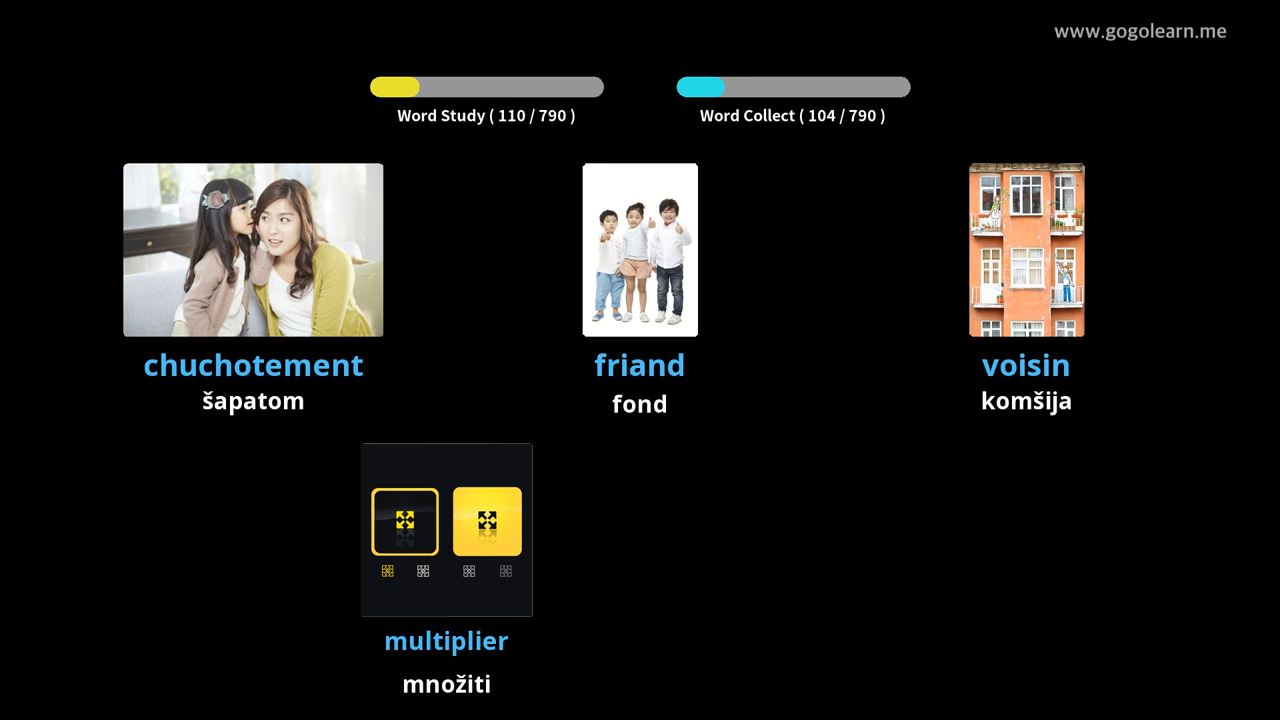 www.gogolearn.me
Word Study ( 110 / 790 )
Word Collect ( 104 / 790 )
chuchotement
šapatom
friand
fond
voisin
komšija
multiplier
množiti